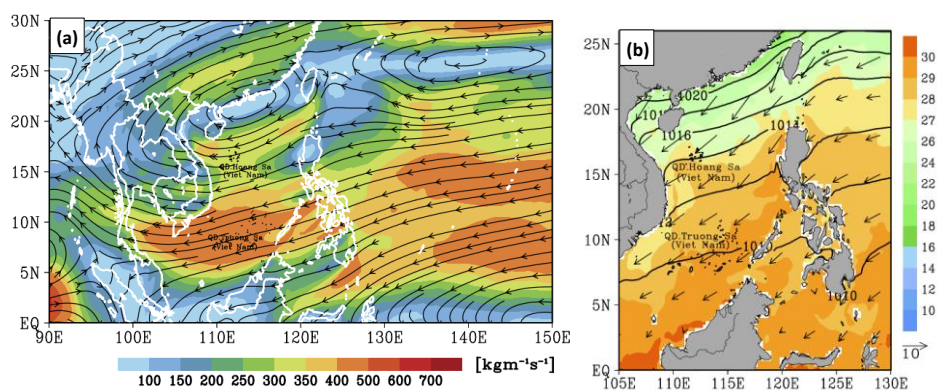 (a)
30N
25N
20N
15N
10N
5N
EQ
QĐ.Hoang Sa
(Viet Nam)
QĐ.Truong Sa
(Viet Nam)
90E 100E 110E 120E 130E 140E 150E
100 150 200 250 300 350 400 500 600 700 [kgm⁻¹s⁻¹]
(b)
25N
20N
15N
10N
5N
EQ
1020
1016
1010
QĐ.Hoang Sa
(Viet Nam)
QĐ.Truong Sa
(Viet Nam)
105E 110E 115E 120E 125E 130E
30
29
28
27
26
25
24
22
20
18
16
14
13
12
10
10